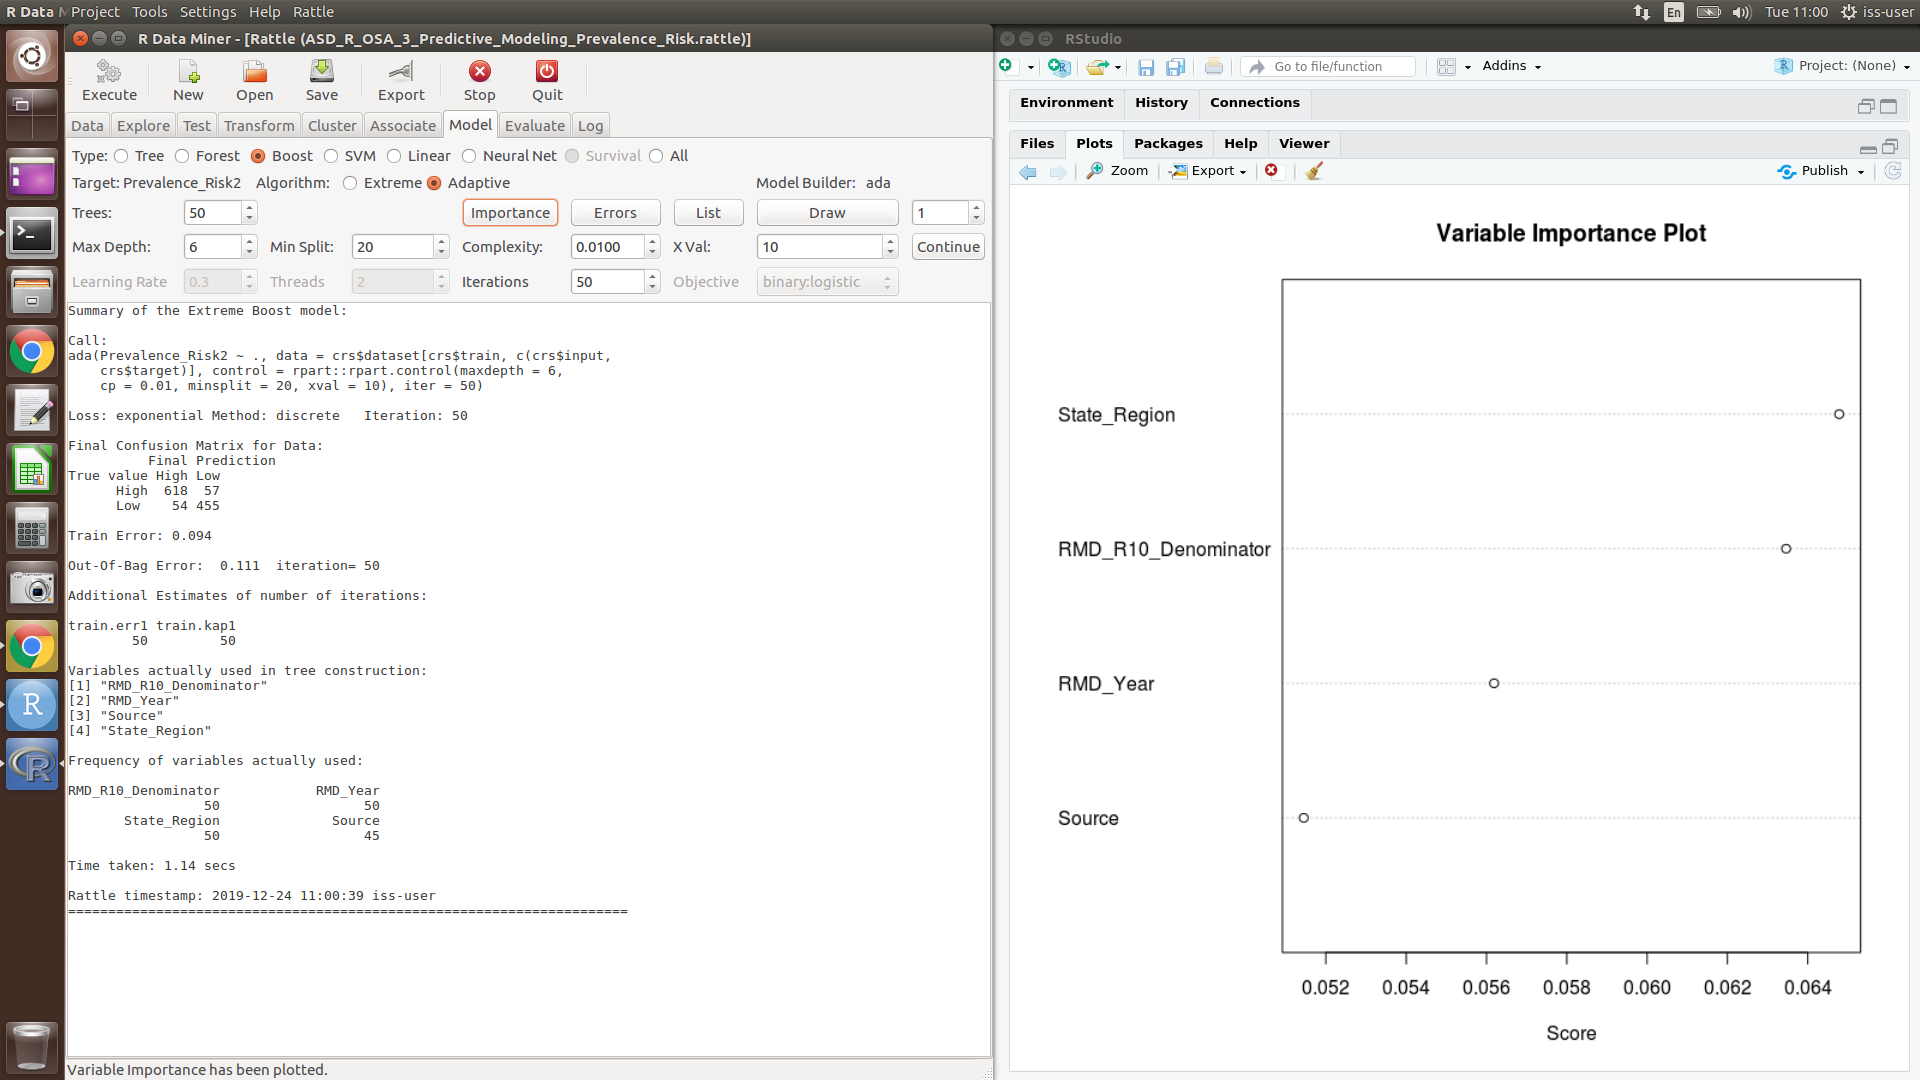 R Data M Project Tools Settings Help Rattle
En Tue 11:00 iss-user
R Data Miner - [Rattle (ASD_R_OSA_3_Predictive_Modeling_Prevalence_Risk.rattle)]
Execute New Open Save Export Stop Quit
Data Explore Test Transform Cluster Associate Model Evaluate Log
Type: Tree Forest Boost SVM Linear Neural Net Survival All
Target: Prevalence_Risk2 Algorithm: Extreme Adaptive Model Builder: ada
Trees: 50 Importance Errors List Draw 1
Max Depth: 6 Min Split: 20 Complexity: 0.0100 X Val: 10 Continue
Learning Rate 0.3 Threads 2 Iterations 50 Objective binary:logistic
Summary of the Extreme Boost model:
Call:
ada(Prevalence_Risk2 ~ ., data = crs$dataset[crs$train, c(crs$input,
crs$target)], control = rpart::rpart.control(maxdepth = 6,
cp = 0.01, minsplit = 20, xval = 10), iter = 50)
Loss: exponential Method: discrete Iteration: 50
Final Confusion Matrix for Data:
Final Prediction
True value High Low
High 618 57
Low 54 455
Train Error: 0.094
Out-Of-Bag Error: 0.111 iteration= 50
Additional Estimates of number of iterations:
train.err1 train.kap1
50 50
Variables actually used in tree construction:
[1] "RMD_R10_Denominator"
[2] "RMD_Year"
[3] "Source"
[4] "State_Region"
Frequency of variables actually used:
RMD_R10_Denominator RMD_Year
50 50
State_Region Source
50 45
Time taken: 1.14 secs
Rattle timestamp: 2019-12-24 11:00:39 iss-user
======================================================================
Variable Importance has been plotted.
RStudio
Go to file/function Addins Project: (None)
Environment History Connections
Files Plots Packages Help Viewer
Zoom Export Publish
Variable Importance Plot
State_Region
RMD_R10_Denominator
RMD_Year
Source
0.052 0.054 0.056 0.058 0.060 0.062 0.064
Score